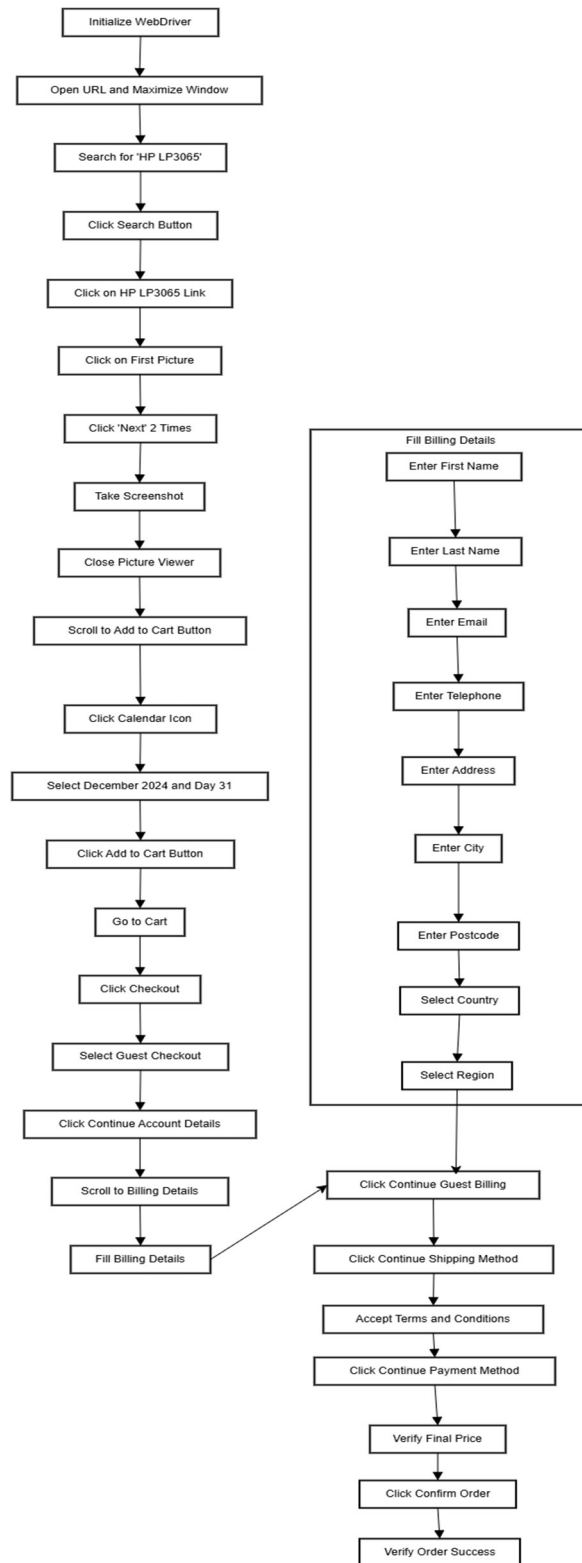 Initialize WebDriver
Open URL and Maximize Window
Search for 'HP LP3065'
Click Search Button
Click on HP LP3065 Link
Click on First Picture
Click 'Next' 2 Times
Take Screenshot
Close Picture Viewer
Scroll to Add to Cart Button
Click Calendar Icon
Select December 2024 and Day 31
Click Add to Cart Button
Go to Cart
Click Checkout
Select Guest Checkout
Click Continue Account Details
Scroll to Billing Details
Fill Billing Details
Fill Billing Details
Enter First Name
Enter Last Name
Enter Email
Enter Telephone
Enter Address
Enter City
Enter Postcode
Select Country
Select Region
Click Continue Guest Billing
Click Continue Shipping Method
Accept Terms and Conditions
Click Continue Payment Method
Verify Final Price
Click Confirm Order
Verify Order Success